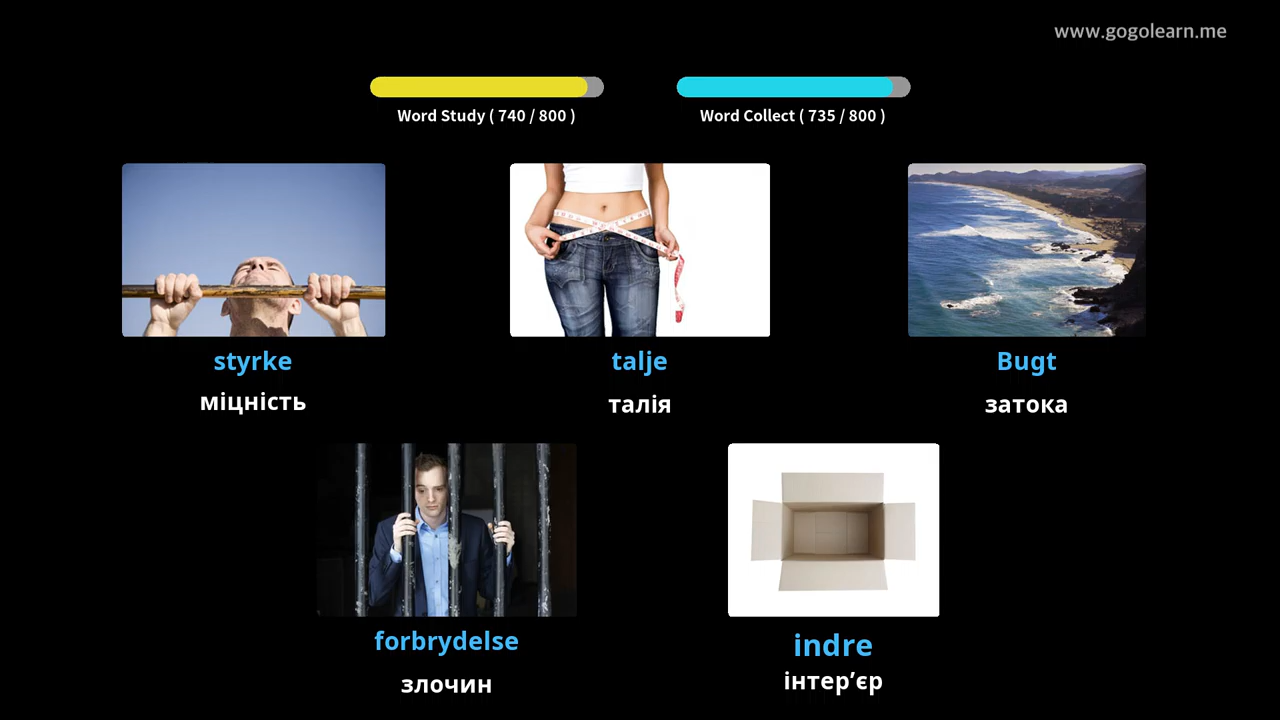 www.gogolearn.me
Word Study ( 740 / 800 )
Word Collect ( 735 / 800 )
styrke
міцність
talje
талія
Bugt
затока
forbrydelse
злочин
indre
інтер’єр